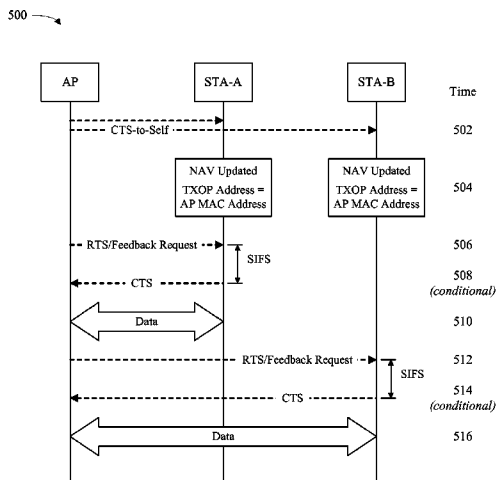 500
AP
STA-A
STA-B
Time
CTS-to-Self
502
NAV Updated
TXOP Address =
AP MAC Address
NAV Updated
TXOP Address =
AP MAC Address
504
RTS/Feedback Request
506
SIFS
CTS
508
(conditional)
Data
510
RTS/Feedback Request
512
SIFS
CTS
514
(conditional)
Data
516